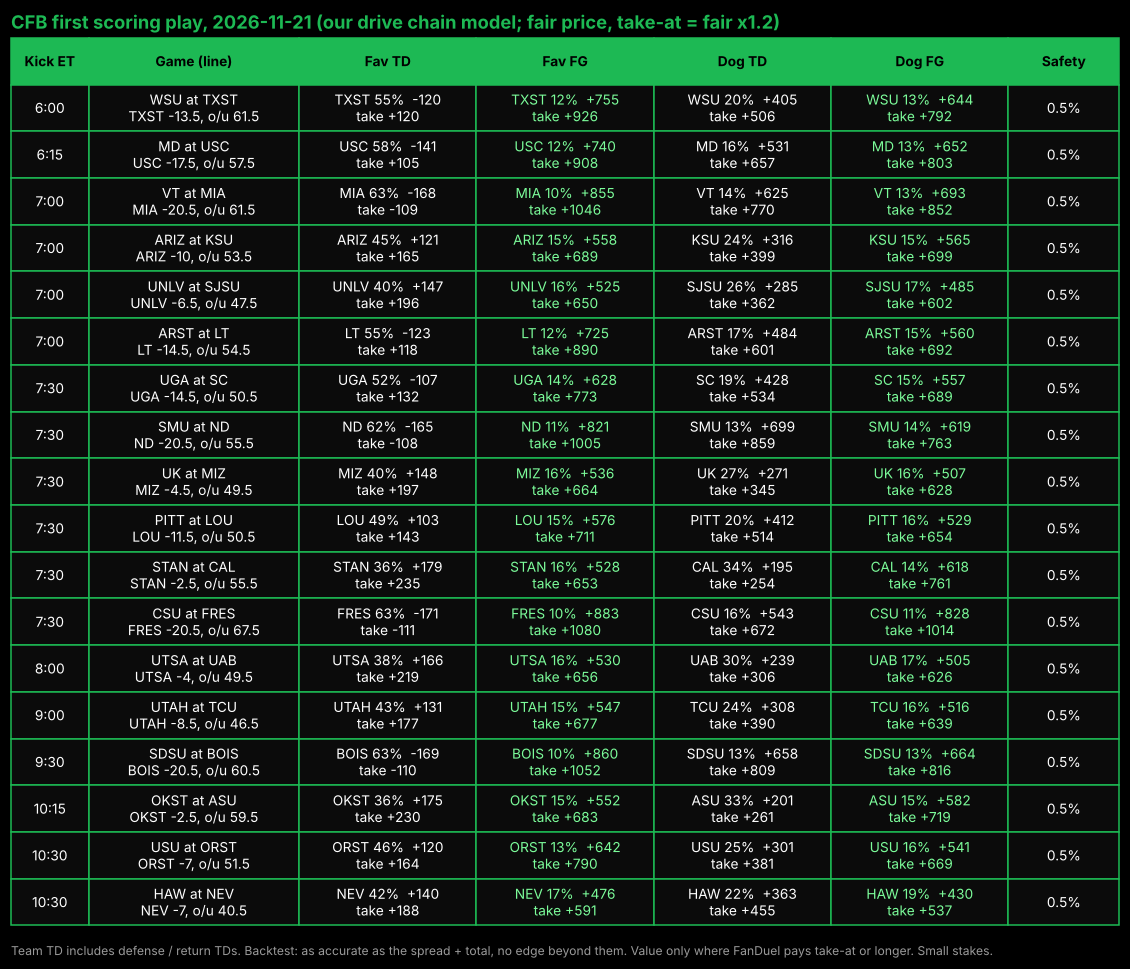 CFB first scoring play, 2026-11-21 (our drive chain model; fair price, take-at = fair x1.2)
Kick ET Game (line) Fav TD Fav FG Dog TD Dog FG Safety
6:00 WSU at TXST TXST 55% -120 TXST 12% +755 WSU 20% +405 WSU 13% +644 0.5%
TXST -13.5, o/u 61.5 take +120 take +926 take +506 take +792
6:15 MD at USC USC 58% -141 USC 12% +740 MD 16% +531 MD 13% +652 0.5%
USC -17.5, o/u 57.5 take +105 take +908 take +657 take +803
7:00 VT at MIA MIA 63% -168 MIA 10% +855 VT 14% +625 VT 13% +693 0.5%
MIA -20.5, o/u 61.5 take -109 take +1046 take +770 take +852
7:00 ARIZ at KSU ARIZ 45% +121 ARIZ 15% +558 KSU 24% +316 KSU 15% +565 0.5%
ARIZ -10, o/u 53.5 take +165 take +689 take +399 take +699
7:00 UNLV at SJSU UNLV 40% +147 UNLV 16% +525 SJSU 26% +285 SJSU 17% +485 0.5%
UNLV -6.5, o/u 47.5 take +196 take +650 take +362 take +602
7:00 ARST at LT LT 55% -123 LT 12% +725 ARST 17% +484 ARST 15% +560 0.5%
LT -14.5, o/u 54.5 take +118 take +890 take +601 take +692
7:30 UGA at SC UGA 52% -107 UGA 14% +628 SC 19% +428 SC 15% +557 0.5%
UGA -14.5, o/u 50.5 take +132 take +773 take +534 take +689
7:30 SMU at ND ND 62% -165 ND 11% +821 SMU 13% +699 SMU 14% +619 0.5%
ND -20.5, o/u 55.5 take -108 take +1005 take +859 take +763
7:30 UK at MIZ MIZ 40% +148 MIZ 16% +536 UK 27% +271 UK 16% +507 0.5%
MIZ -4.5, o/u 49.5 take +197 take +664 take +345 take +628
7:30 PITT at LOU LOU 49% +103 LOU 15% +576 PITT 20% +412 PITT 16% +529 0.5%
LOU -11.5, o/u 50.5 take +143 take +711 take +514 take +654
7:30 STAN at CAL STAN 36% +179 STAN 16% +528 CAL 34% +195 CAL 14% +618 0.5%
STAN -2.5, o/u 55.5 take +235 take +653 take +254 take +761
7:30 CSU at FRES FRES 63% -171 FRES 10% +883 CSU 16% +543 CSU 11% +828 0.5%
FRES -20.5, o/u 67.5 take -111 take +1080 take +672 take +1014
8:00 UTSA at UAB UTSA 38% +166 UTSA 16% +530 UAB 30% +239 UAB 17% +505 0.5%
UTSA -4, o/u 49.5 take +219 take +656 take +306 take +626
9:00 UTAH at TCU UTAH 43% +131 UTAH 15% +547 TCU 24% +308 TCU 16% +516 0.5%
UTAH -8.5, o/u 46.5 take +177 take +677 take +390 take +639
9:30 SDSU at BOIS BOIS 63% -169 BOIS 10% +860 SDSU 13% +658 SDSU 13% +664 0.5%
BOIS -20.5, o/u 60.5 take -110 take +1052 take +809 take +816
10:15 OKST at ASU OKST 36% +175 OKST 15% +552 ASU 33% +201 ASU 15% +582 0.5%
OKST -2.5, o/u 59.5 take +230 take +683 take +261 take +719
10:30 USU at ORST ORST 46% +120 ORST 13% +642 USU 25% +301 USU 16% +541 0.5%
ORST -7, o/u 51.5 take +164 take +790 take +381 take +669
10:30 HAW at NEV NEV 42% +140 NEV 17% +476 HAW 22% +363 HAW 19% +430 0.5%
NEV -7, o/u 40.5 take +188 take +591 take +455 take +537
Team TD includes defense / return TDs. Backtest: as accurate as the spread + total, no edge beyond them. Value only where FanDuel pays take-at or longer. Small stakes.